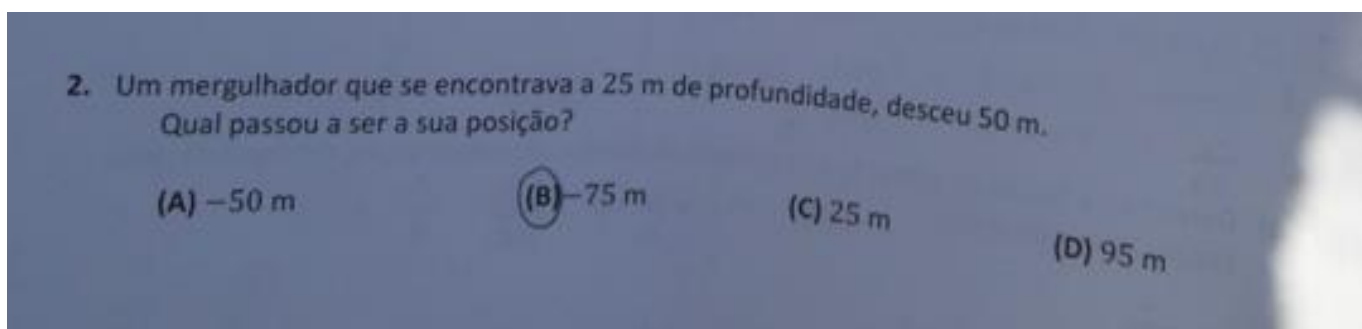 2. Um mergulhador que se encontrava a 25 m de profundidade, desceu 50 m.
Qual passou a ser a sua posição?
(A) −50 m (B) −75 m (C) 25 m (D) 95 m